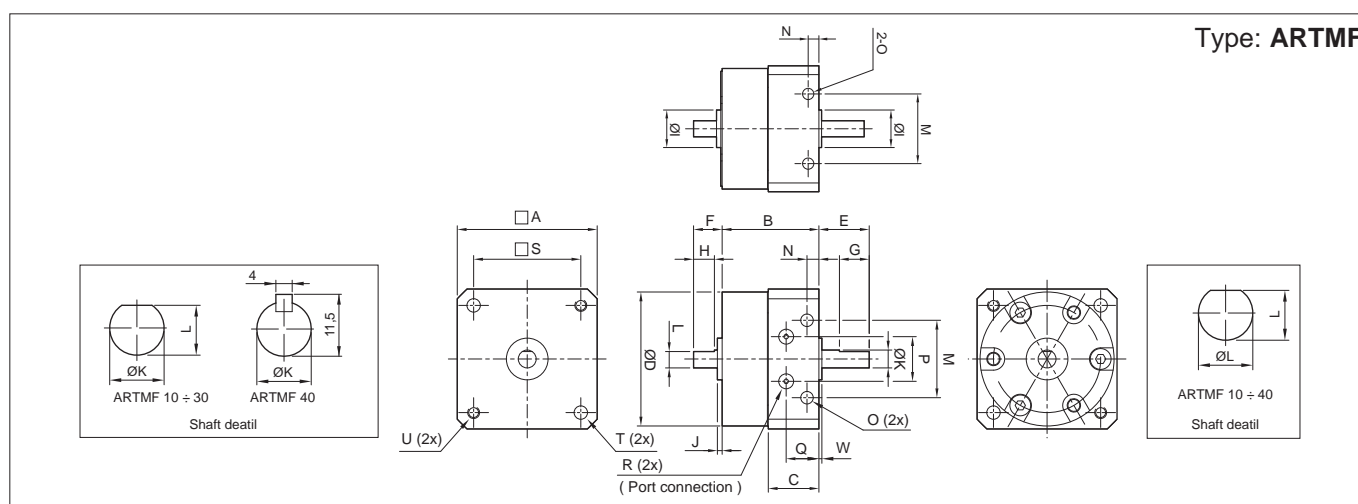 Type: ARTMF
N
2-O
ØI
ØI
M
□A
□S
F
B
E
H
N
G
L
ØD
ØK
P
M
4
L
11,5
ØK
ØK
ARTMF 10 ÷ 30
ARTMF 40
Shaft deatil
U (2x)
T (2x)
J
R (2x)
( Port connection )
Q
W
C
O (2x)
L
ØL
ARTMF 10 ÷ 40
Shaft deatil